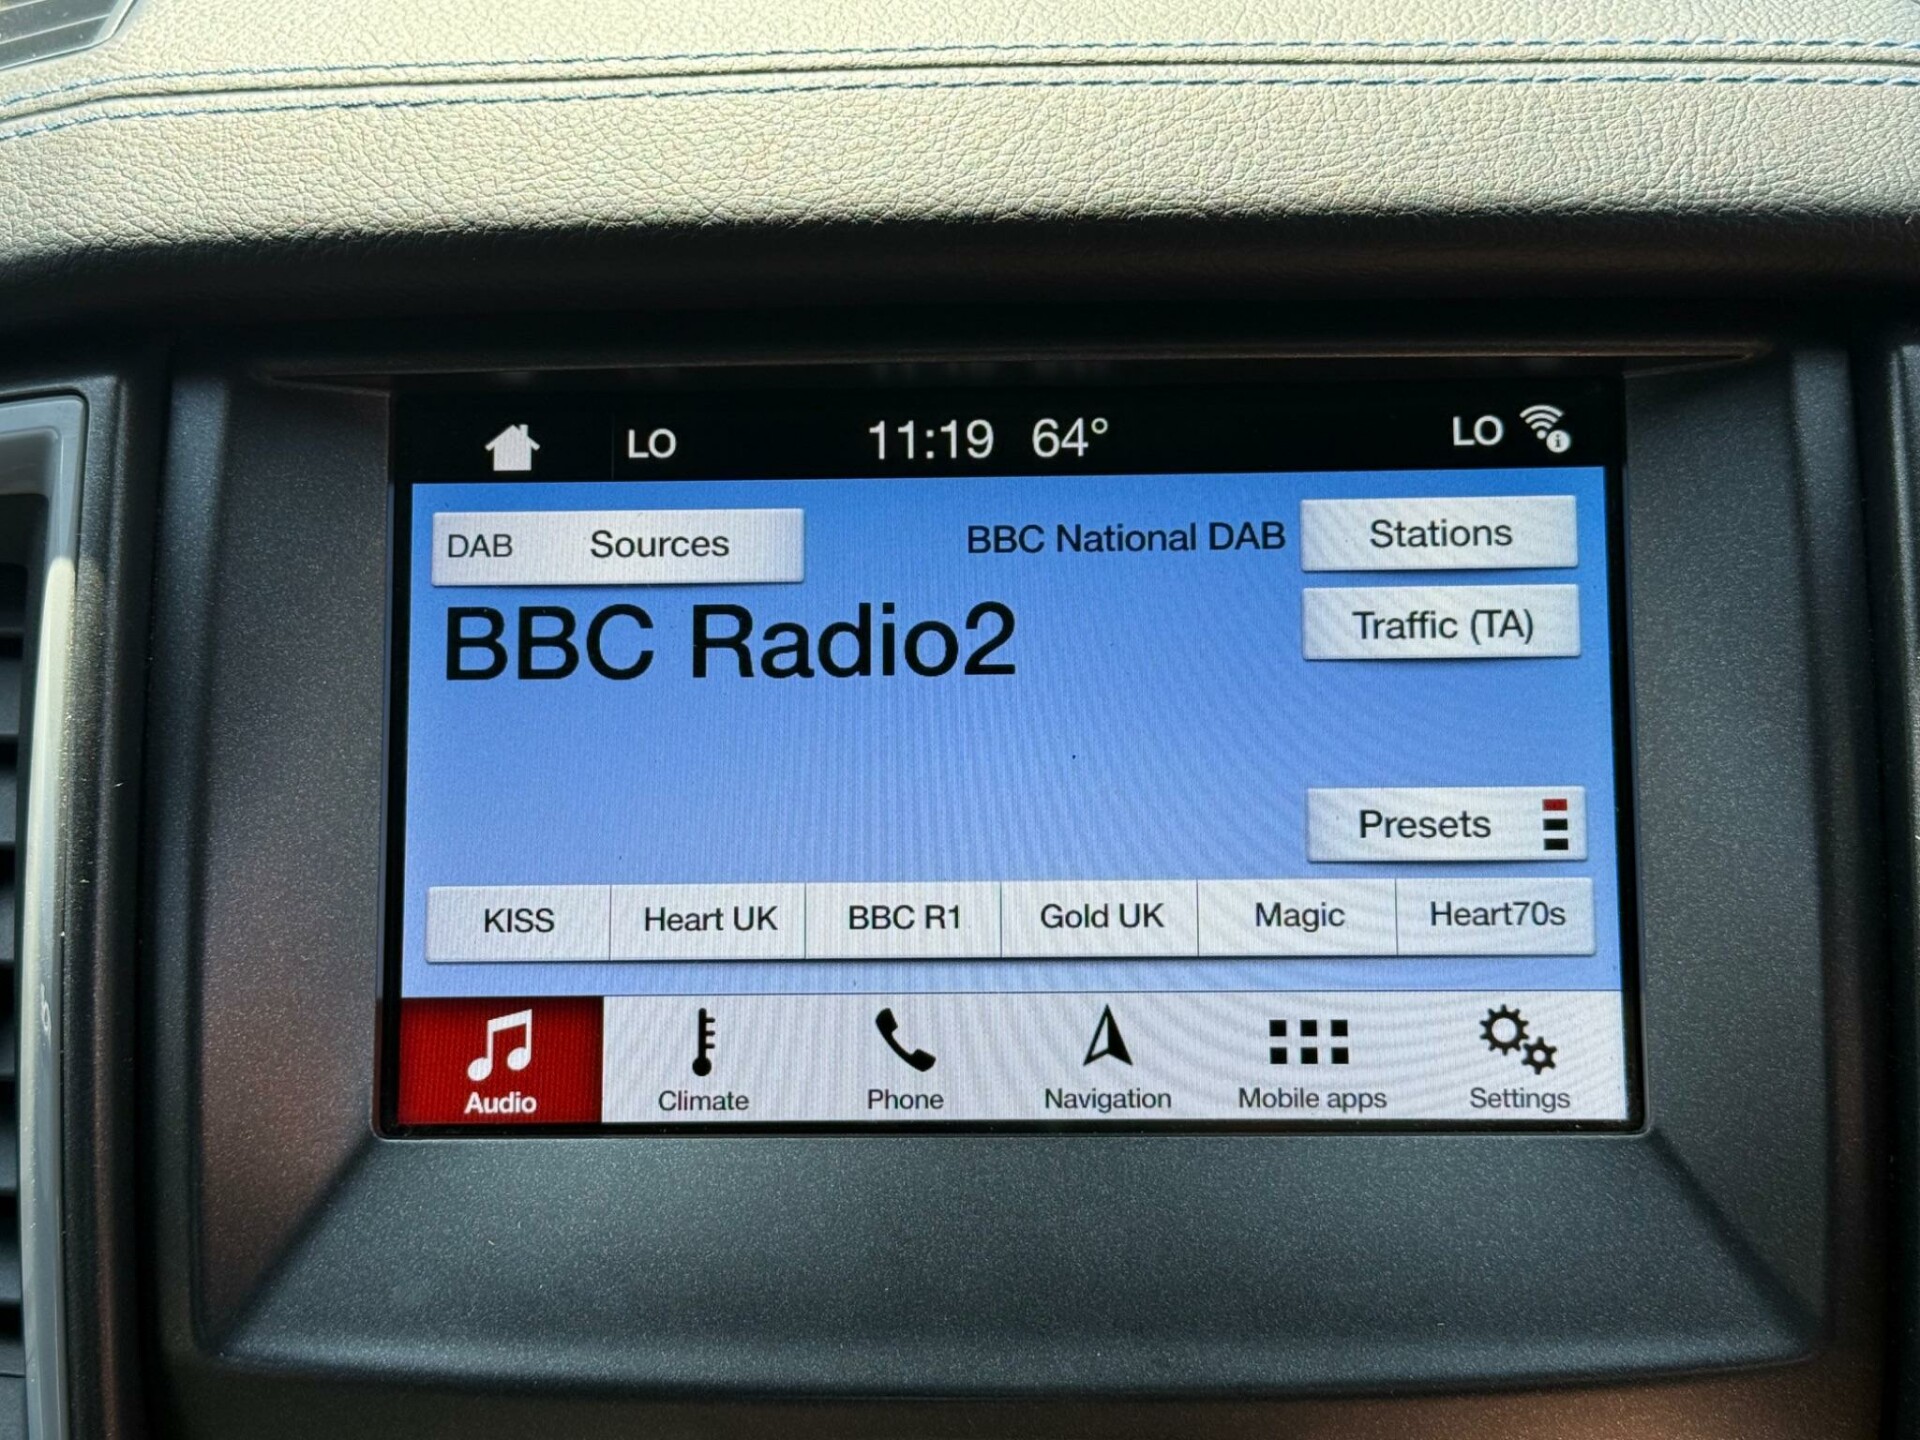 LO 11:19 64° LO
DAB Sources BBC National DAB Stations
BBC Radio2 Traffic (TA)
Presets
KISS Heart UK BBC R1 Gold UK Magic Heart70s
Audio Climate Phone Navigation Mobile apps Settings